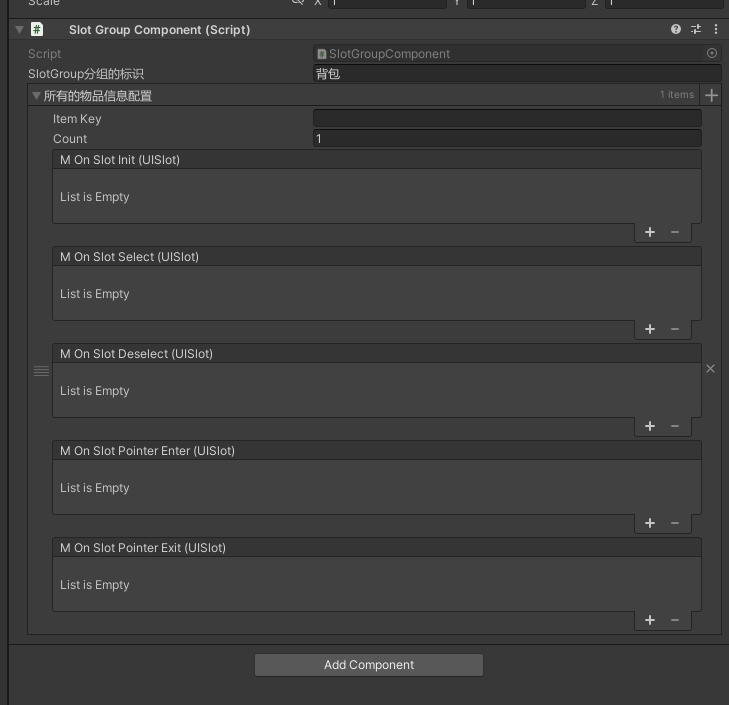 Scale X 1 Y 1 Z 1
# Slot Group Component (Script)
Script SlotGroupComponent
SlotGroup分组的标识 背包
所有的物品信息配置 1 items
Item Key
Count 1
M On Slot Init (UISlot)
List is Empty
M On Slot Select (UISlot)
List is Empty
M On Slot Deselect (UISlot)
List is Empty
M On Slot Pointer Enter (UISlot)
List is Empty
M On Slot Pointer Exit (UISlot)
List is Empty
Add Component